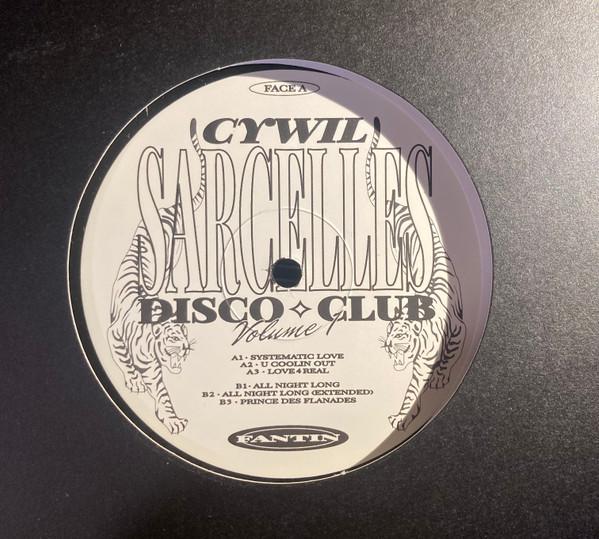 FACE A
CYWIL
SARCELLES
DISCO CLUB
Volume 1
A1 · SYSTEMATIC LOVE
A2 · U COOLIN OUT
A3 · LOVE 4 REAL
B1 · ALL NIGHT LONG
B2 · ALL NIGHT LONG (EXTENDED)
B3 · PRINCE DES FLANADES
FANTIN